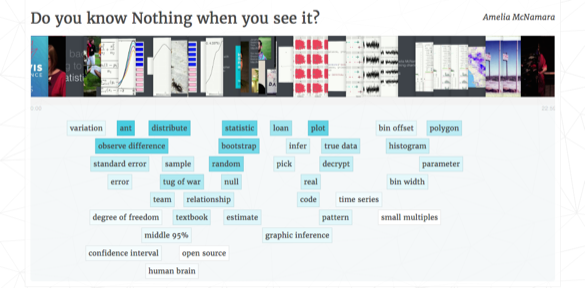 Do you know Nothing when you see it?
Amelia McNamara
variation ant distribute statistic loan plot bin offset polygon
observe difference bootstrap infer true data histogram
standard error sample random pick decrypt parameter
error tug of war null real bin width
team relationship code time series
degree of freedom textbook estimate pattern small multiples
middle 95% graphic inference
confidence interval open source
human brain